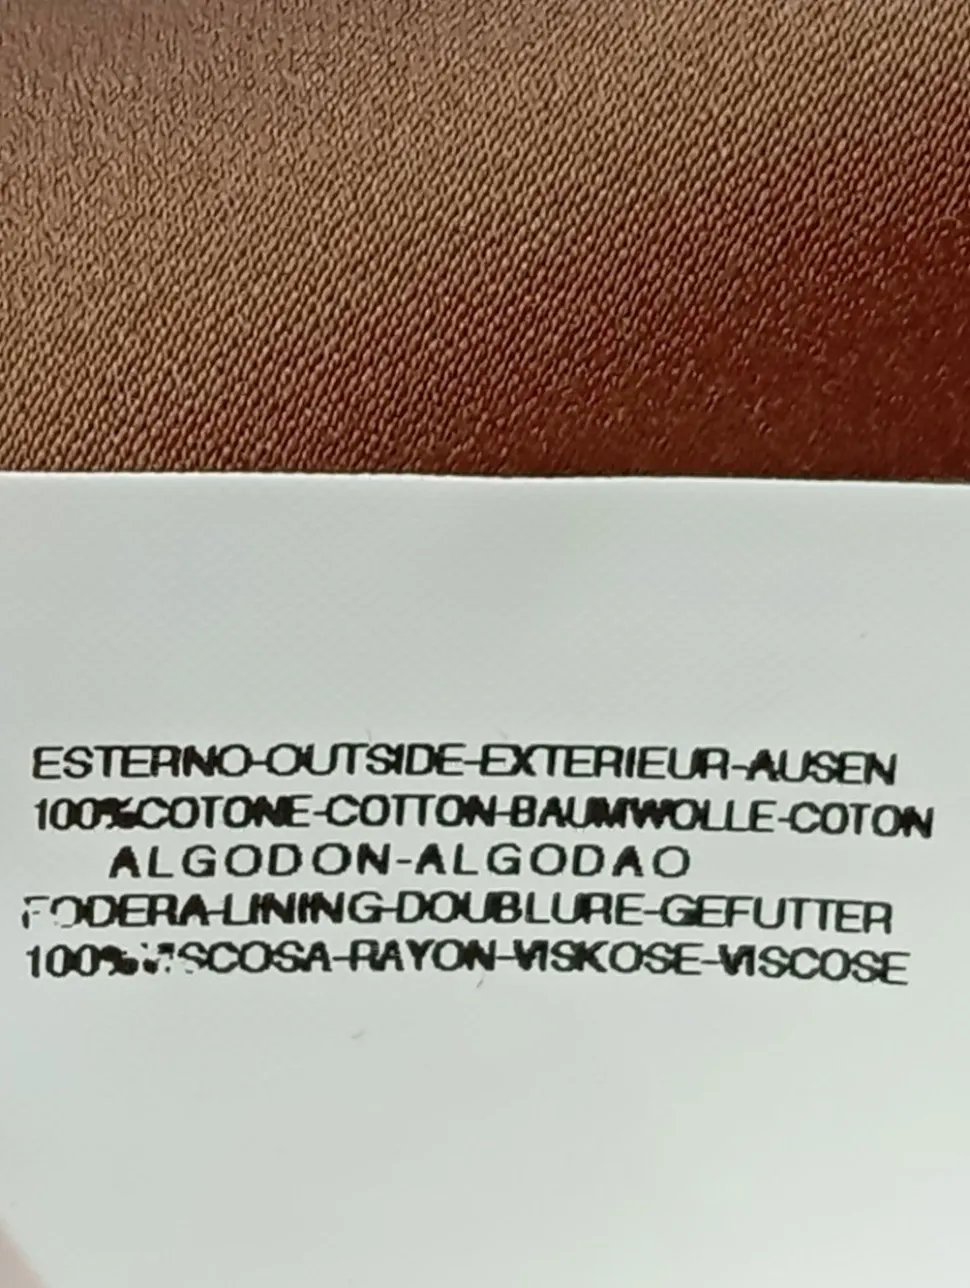 ESTERNO-OUTSIDE-EXTERIEUR-AUSEN
100%COTONE-COTTON-BAUMWOLLE-COTON
ALGODON-ALGODAO
FODERA-LINING-DOUBLURE-GEFUTTER
100%VISCOSA-RAYON-VISKOSE-VISCOSE